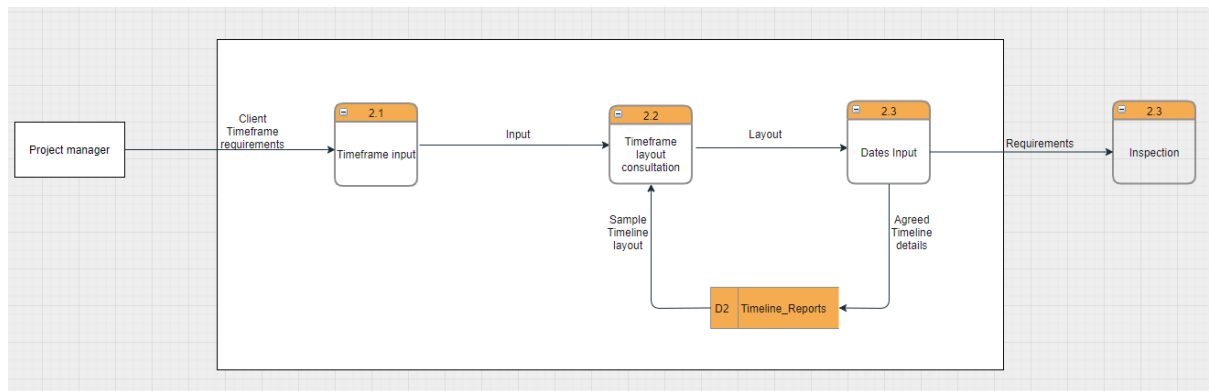 Project manager
Client
Timeframe
requirements
2.1
Timeframe input
Input
2.2
Timeframe
layout
consultation
Layout
2.3
Dates Input
Requirements
2.3
Inspection
Sample
Timeline
layout
Agreed
Timeline
details
D2
Timeline_Reports